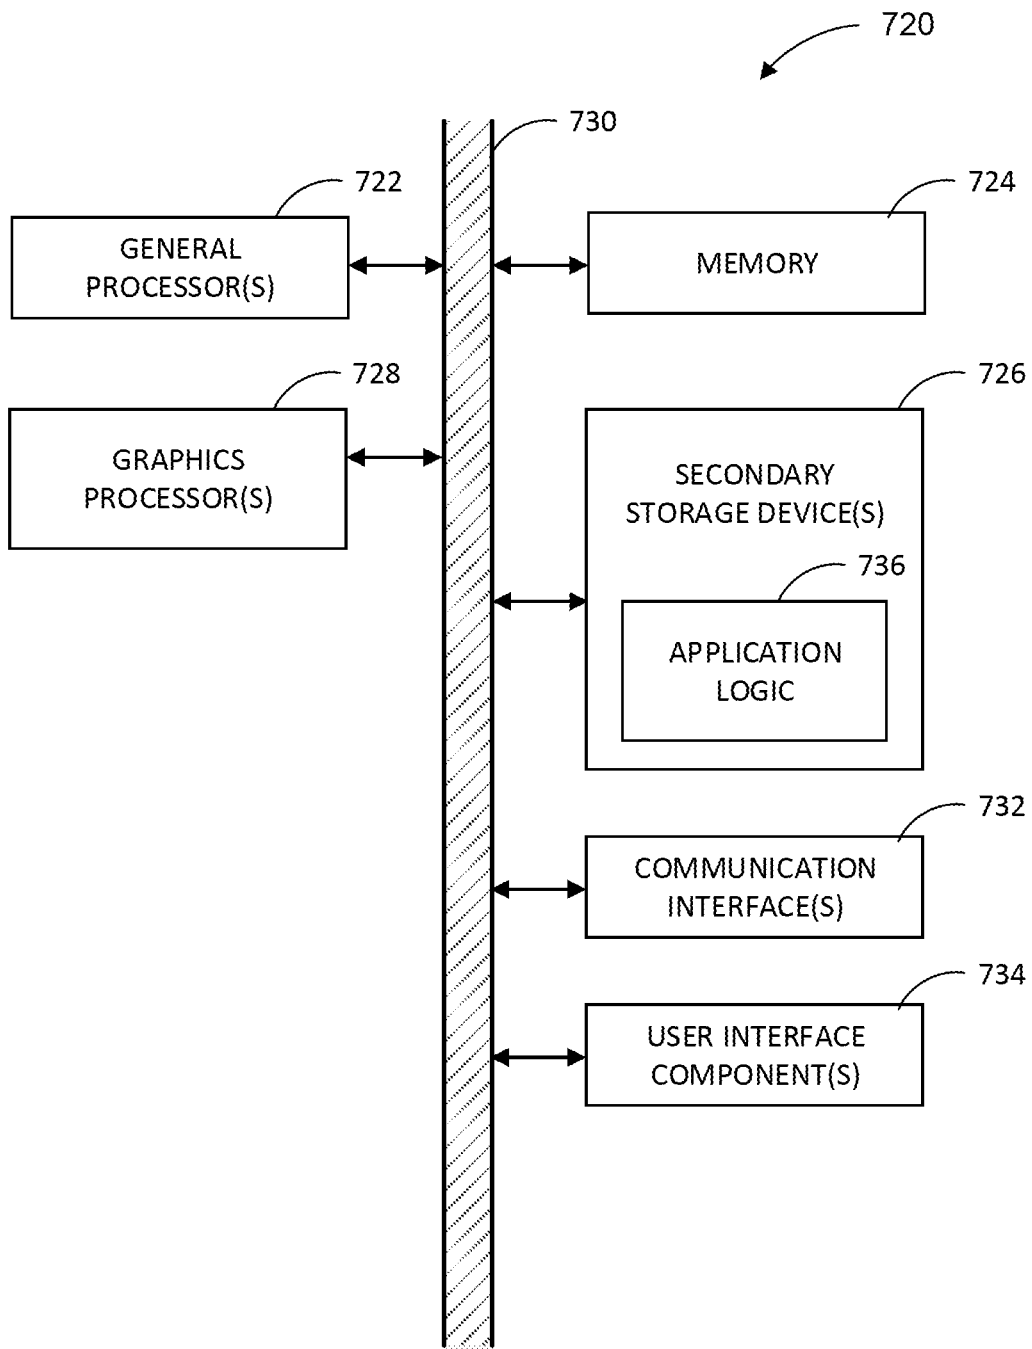 720
730
722
GENERAL
PROCESSOR(S)
724
MEMORY
728
GRAPHICS
PROCESSOR(S)
726
SECONDARY
STORAGE DEVICE(S)
736
APPLICATION
LOGIC
732
COMMUNICATION
INTERFACE(S)
734
USER INTERFACE
COMPONENT(S)